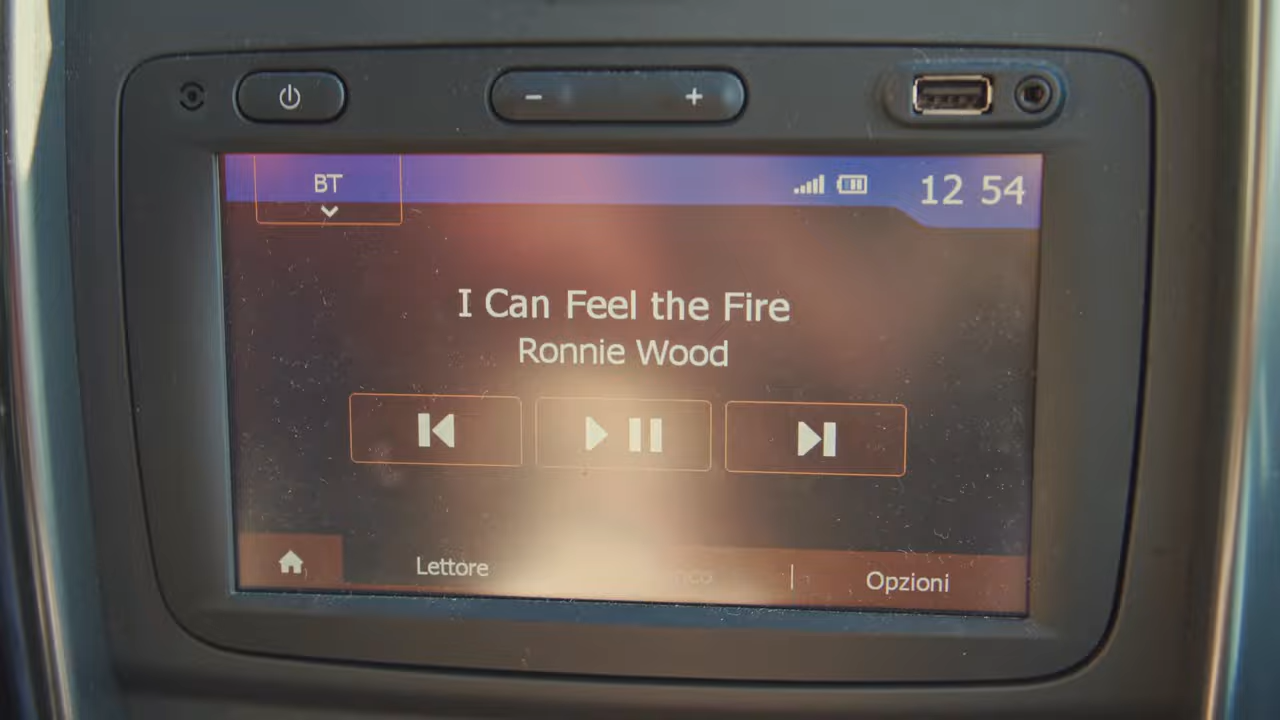 BT
12 54
I Can Feel the Fire
Ronnie Wood
Lettore
Opzioni